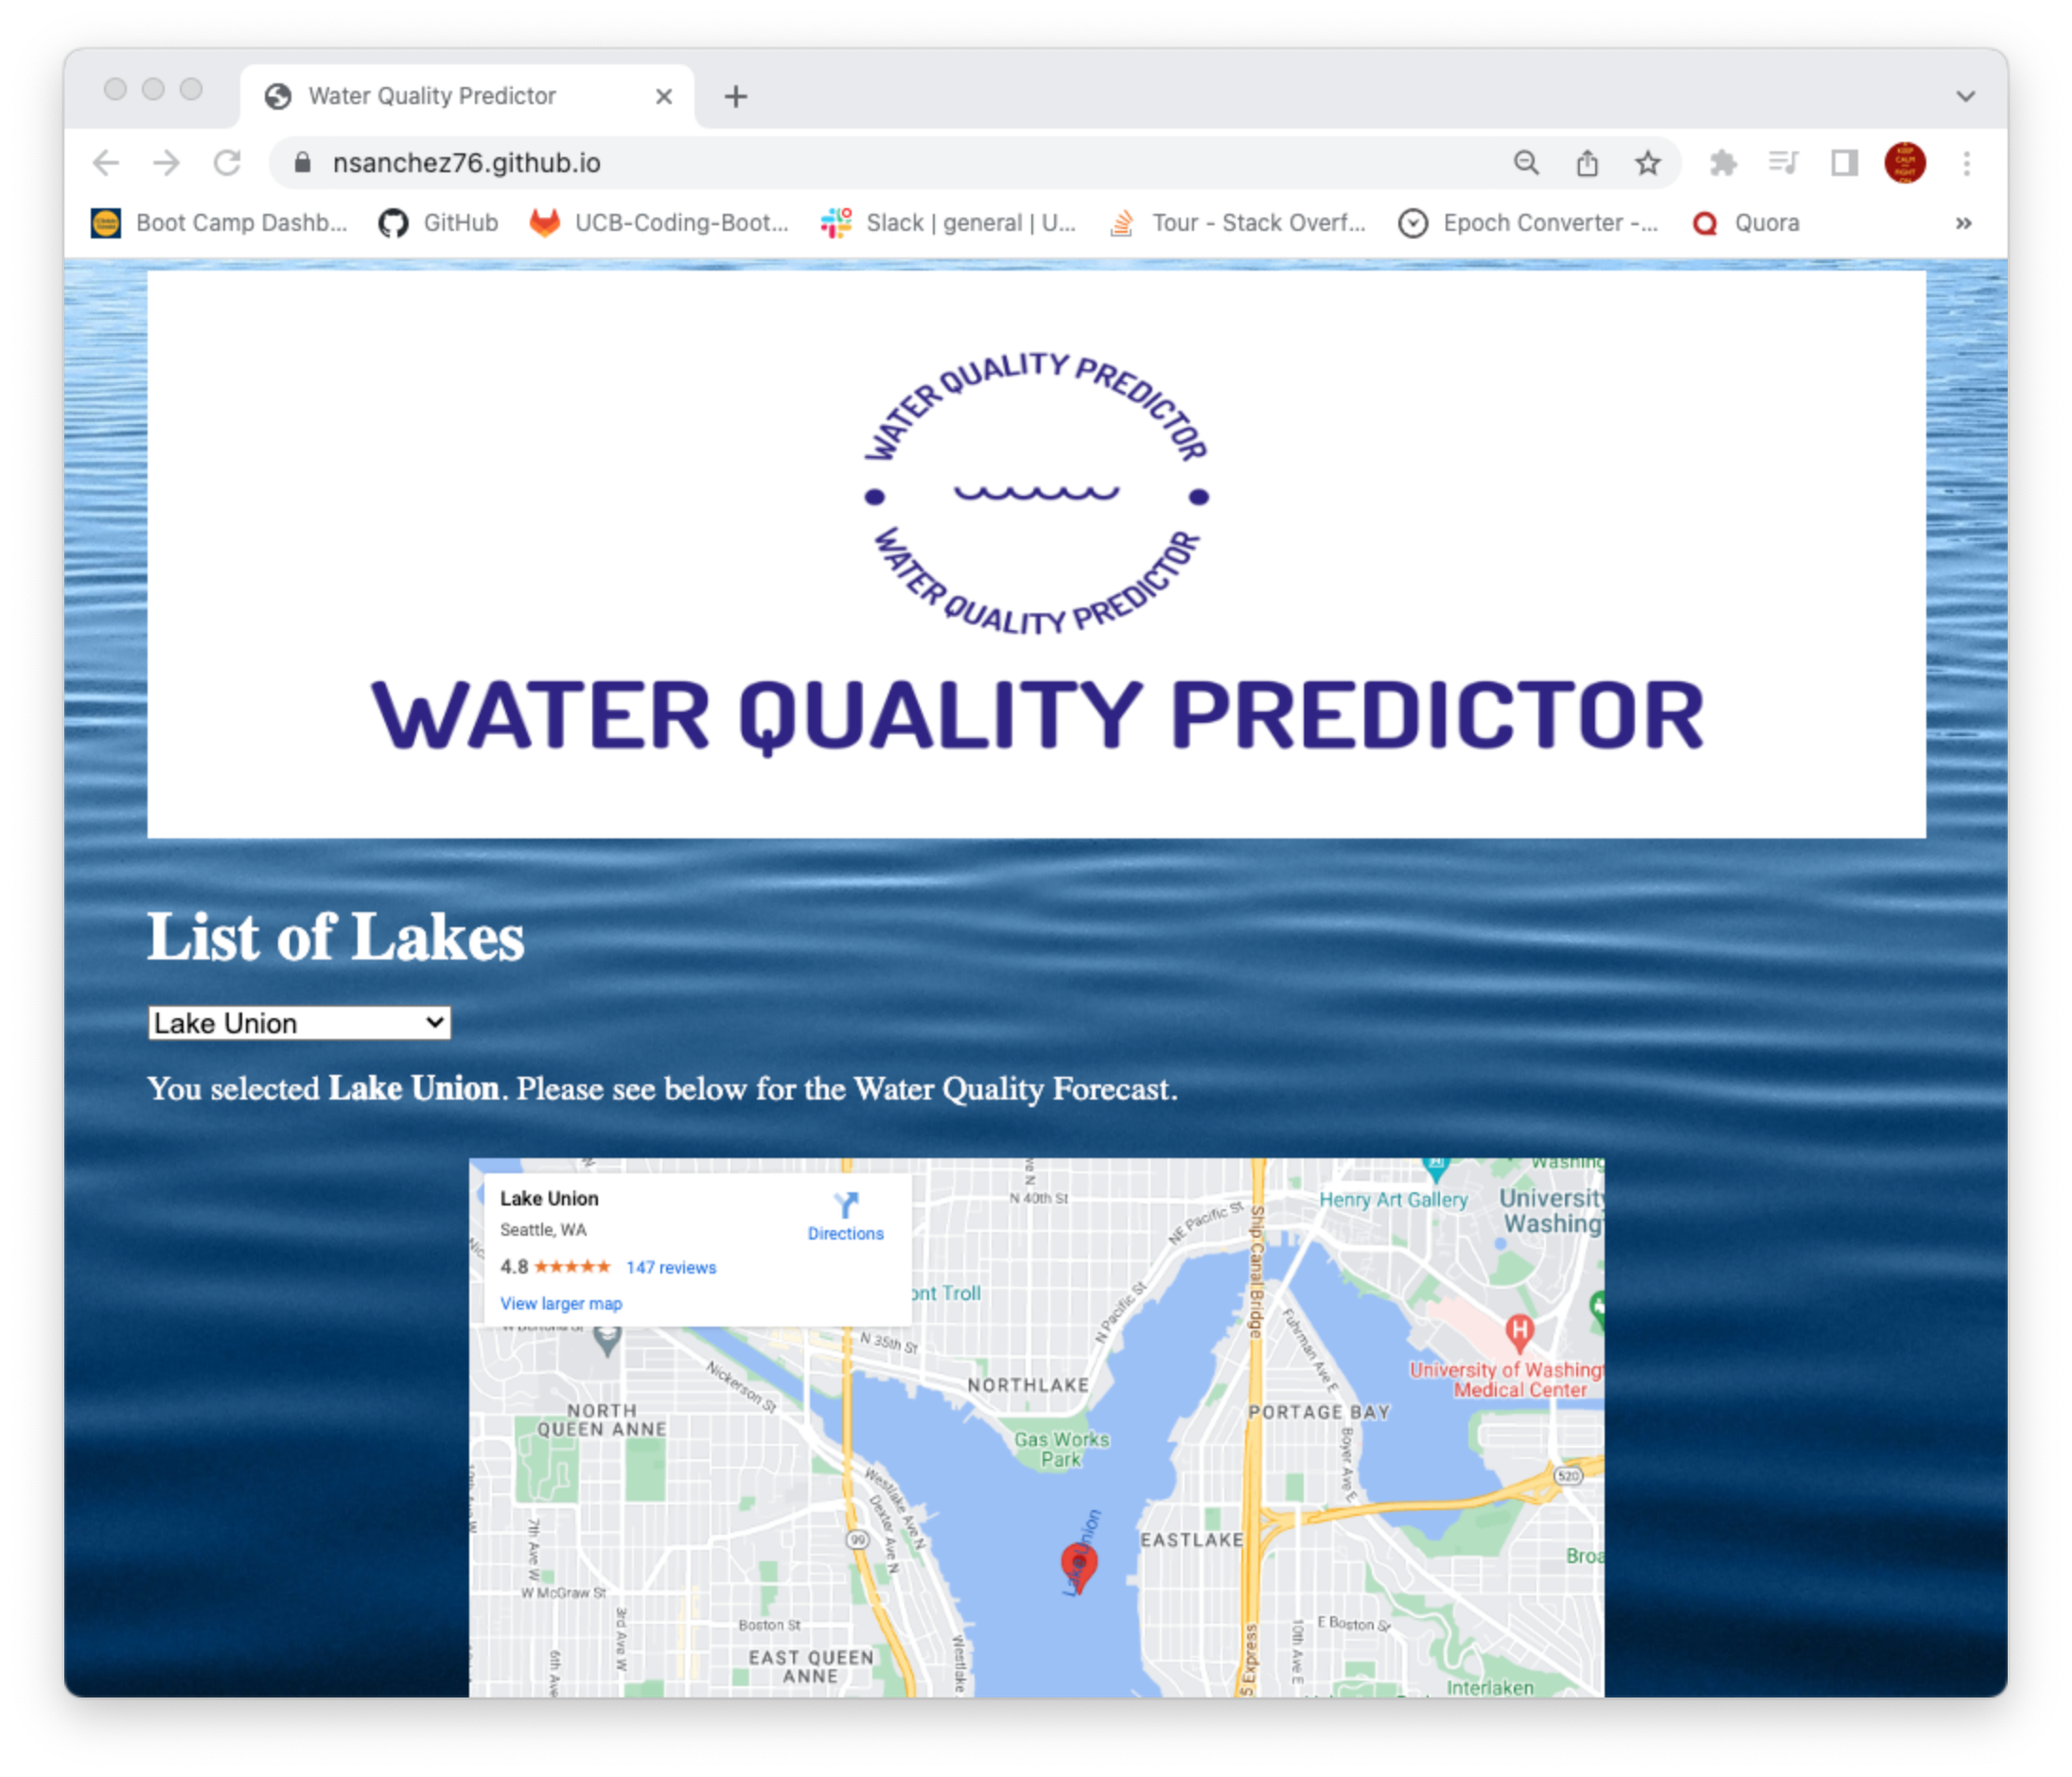 Water Quality Predictor
nsanchez76.github.io
Boot Camp Dashb... GitHub UCB-Coding-Boot... Slack | general | U... Tour - Stack Overf... Epoch Converter -... Quora
WATER QUALITY PREDICTOR
WATER QUALITY PREDICTOR
WATER QUALITY PREDICTOR
List of Lakes
Lake Union
You selected Lake Union. Please see below for the Water Quality Forecast.
Lake Union
Seattle, WA
Directions
4.8 147 reviews
View larger map
N 40th St
NE Pacific St
Ship Canal Bridge
Henry Art Gallery
University
Washing
ont Troll
N Pacific St
N 35th St
Fuhrman Ave E
H
University of Washingt
Medical Center
Nickerson St
NORTHLAKE
NORTH
QUEEN ANNE
PORTAGE BAY
Gas Works
Park
Boyer Ave E
520
Westlake Ave N
Dexter Ave N
99
Lake Union
EASTLAKE
Broa
7th Ave W
W McGraw St
3rd Ave W
6th Ave
Boston St
E Boston St
10th Ave E
EAST QUEEN
ANNE
Westlake
5 Express
Interlaken